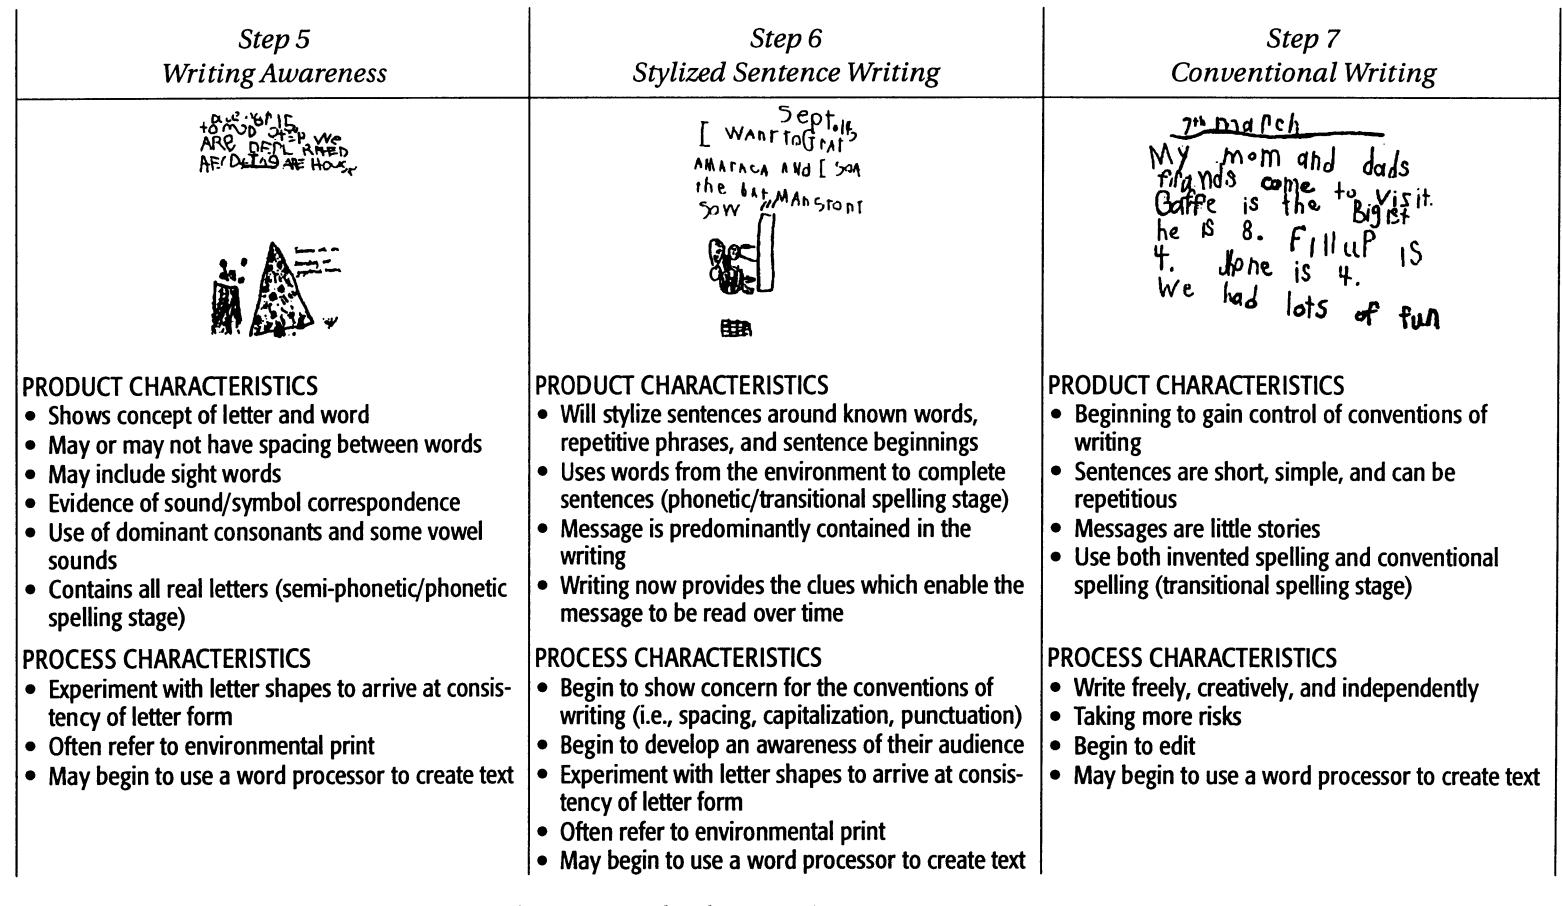 Step 5
Writing Awareness
ARE We
ARE
PRODUCT CHARACTERISTICS
• Shows concept of letter and word
• May or may not have spacing between words
• May include sight words
• Evidence of sound/symbol correspondence
• Use of dominant consonants and some vowel
sounds
• Contains all real letters (semi-phonetic/phonetic
spelling stage)
PROCESS CHARACTERISTICS
• Experiment with letter shapes to arrive at consis-
tency of letter form
• Often refer to environmental print
• May begin to use a word processor to create text
Step 6
Stylized Sentence Writing
Sept. 15
I WANT TO GRAT
AMARACA AND I SOA
the bat MAN STONT
SOW
PRODUCT CHARACTERISTICS
• Will stylize sentences around known words,
repetitive phrases, and sentence beginnings
• Uses words from the environment to complete
sentences (phonetic/transitional spelling stage)
• Message is predominantly contained in the
writing
• Writing now provides the clues which enable the
message to be read over time
PROCESS CHARACTERISTICS
• Begin to show concern for the conventions of
writing (i.e., spacing, capitalization, punctuation)
• Begin to develop an awareness of their audience
• Experiment with letter shapes to arrive at consis-
tency of letter form
• Often refer to environmental print
• May begin to use a word processor to create text
Step 7
Conventional Writing
7th march
My mom and dads
firands come to visit.
Gaffe is the Bigist
he is 8. Fillup is
4. Jone is 4.
We had lots of fun
PRODUCT CHARACTERISTICS
• Beginning to gain control of conventions of
writing
• Sentences are short, simple, and can be
repetitious
• Messages are little stories
• Use both invented spelling and conventional
spelling (transitional spelling stage)
PROCESS CHARACTERISTICS
• Write freely, creatively, and independently
• Taking more risks
• Begin to edit
• May begin to use a word processor to create text